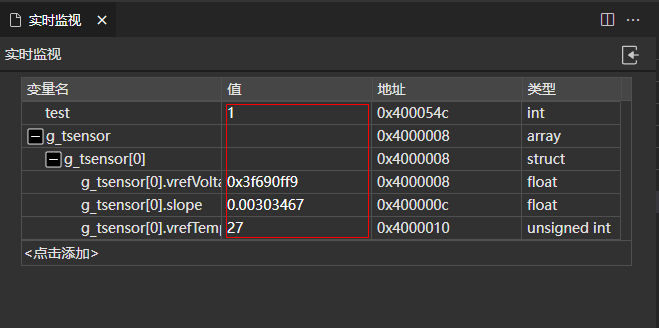 实时监视
实时监视
变量名 值 地址 类型
test 1 0x400054c int
g_tsensor 0x4000008 array
g_tsensor[0] 0x4000008 struct
g_tsensor[0].vrefVolta 0x3f690ff9 0x4000008 float
g_tsensor[0].slope 0.00303467 0x400000c float
g_tsensor[0].vrefTemp 27 0x4000010 unsigned int
<点击添加>